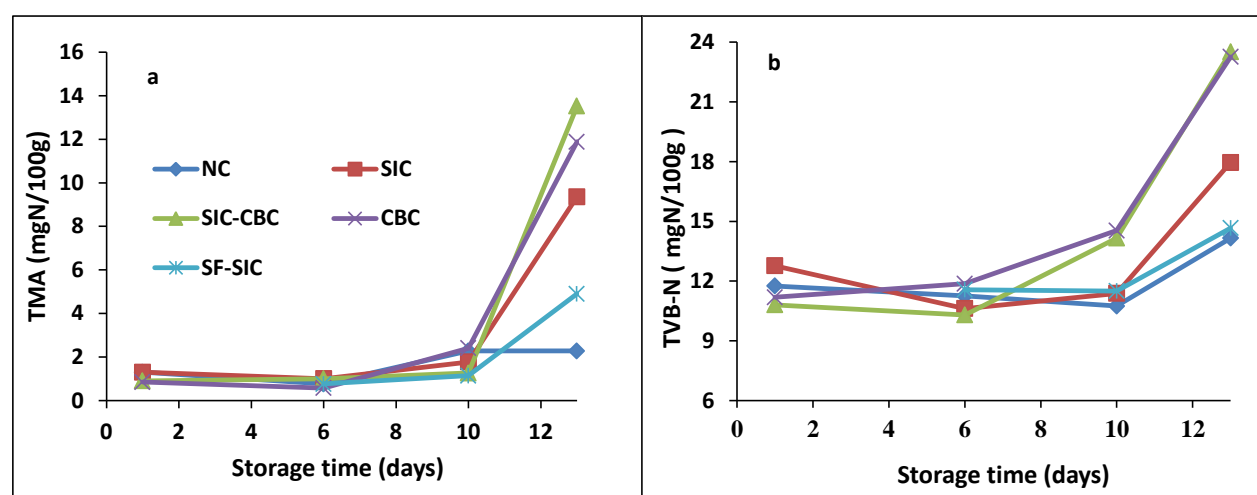 a
TMA (mgN/100g)
16
14
12
10
8
6
4
2
0
NC
SIC
SIC-CBC
CBC
SF-SIC
0 2 4 6 8 10 12
Storage time (days)
b
TVB-N ( mgN/100g)
24
21
18
15
12
9
6
0 2 4 6 8 10 12
Storage time (days)